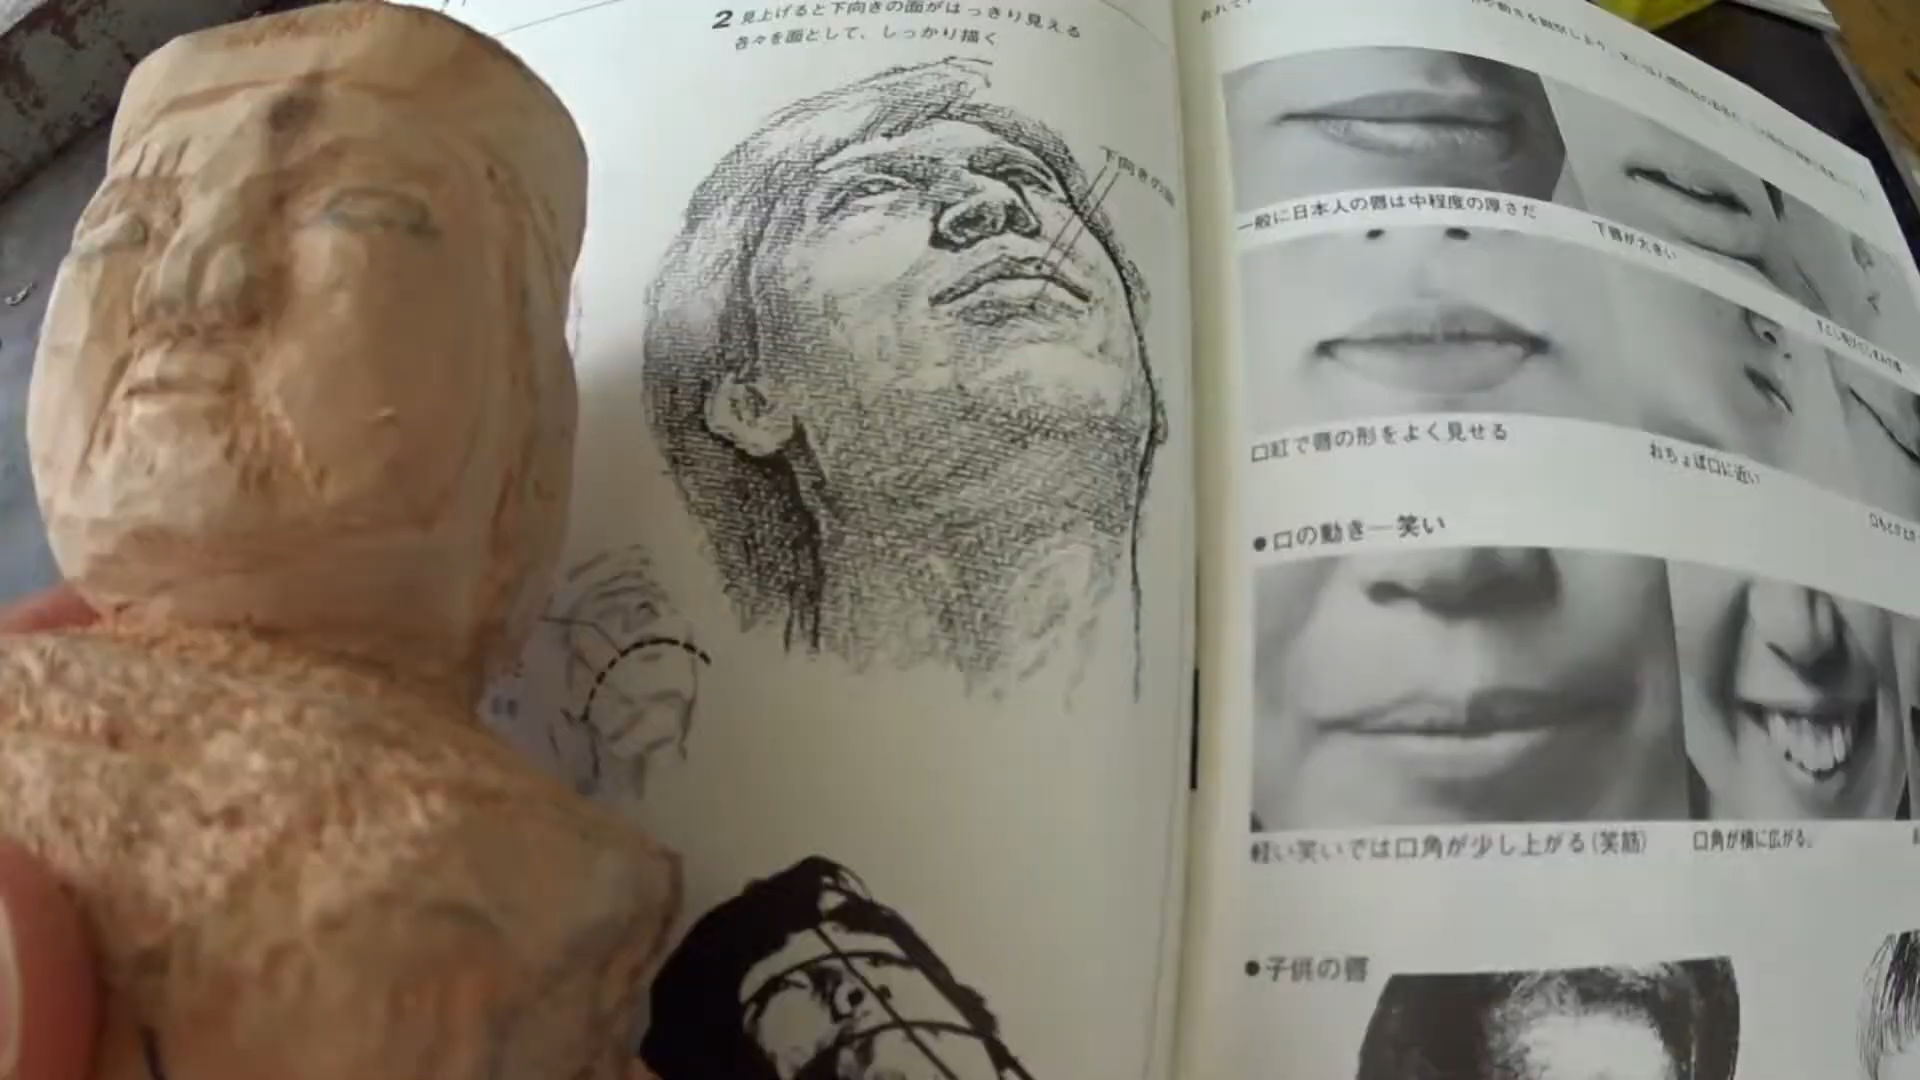 2 見上げると下向きの面がはっきり見える
各々を面として、しっかり描く
下向きの面
一般に日本人の唇は中程度の厚さだ
下唇が大きい
口紅で唇の形をよく見せる
おちょぼ口に近い
●口の動き―笑い
軽い笑いでは口角が少し上がる(笑筋)
口角が横に広がる。
●子供の唇